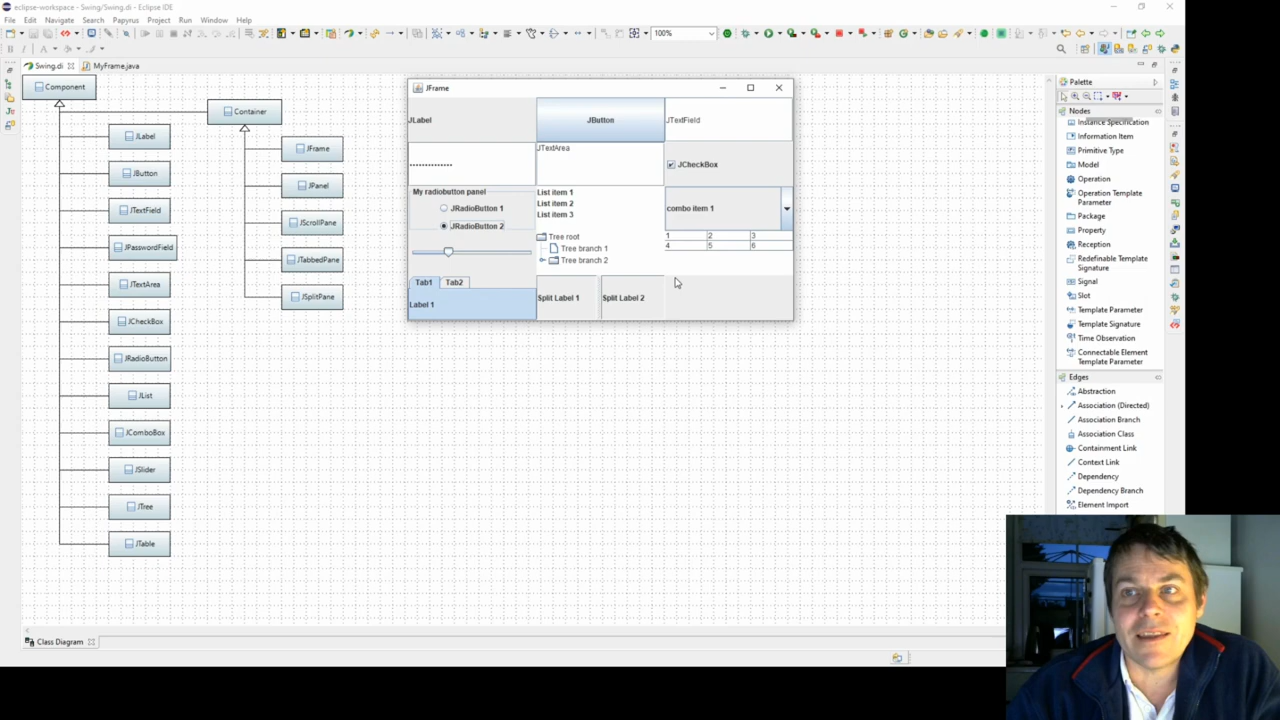 eclipse-workspace - Swing/Swing.di - Eclipse IDE
File Edit Navigate Search Papyrus Project Run Window Help
100%
Swing.di MyFrame.java
Component
Container
JLabel
JButton
JTextField
JPasswordField
JTextArea
JCheckBox
JRadioButton
JList
JComboBox
JSlider
JTree
JTable
JFrame
JPanel
JScrollPane
JTabbedPane
JSplitPane
JFrame
JLabel JButton JTextField
•••••••••••••• JTextArea JCheckBox
My radiobutton panel
JRadioButton 1
JRadioButton 2
List item 1
List item 2
List item 3
combo item 1
Tree root
Tree branch 1
Tree branch 2
1 2 3
4 5 6
Tab1 Tab2
Label 1
Split Label 1 Split Label 2
Palette
Nodes
Instance Specification
Information Item
Primitive Type
Model
Operation
Operation Template
Parameter
Package
Property
Reception
Redefinable Template
Signature
Signal
Slot
Template Parameter
Template Signature
Time Observation
Connectable Element
Template Parameter
Edges
Abstraction
Association (Directed)
Association Branch
Association Class
Containment Link
Context Link
Dependency
Dependency Branch
Element Import
Class Diagram